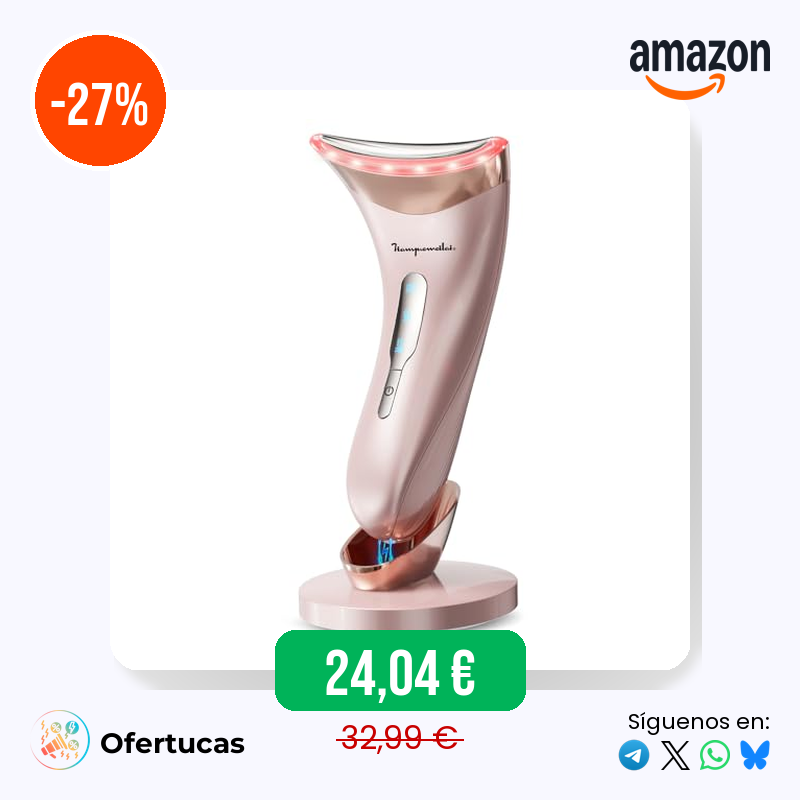 -27%
amazon
24,04 €
32,99 €
Ofertucas
Síguenos en: